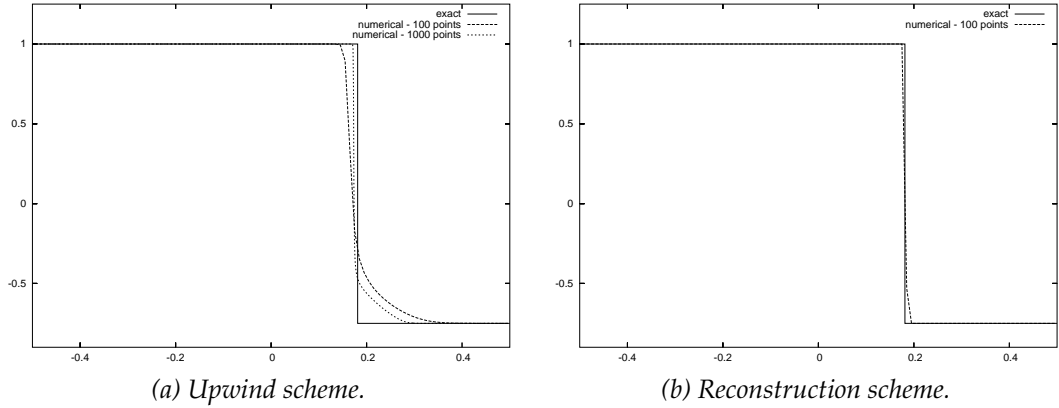 exact
numerical - 100 points
numerical - 1000 points
1
0.5
0
-0.5
-0.4
-0.2
0
0.2
0.4
(a) Upwind scheme.
exact
numerical - 100 points
1
0.5
0
-0.5
-0.4
-0.2
0
0.2
0.4
(b) Reconstruction scheme.